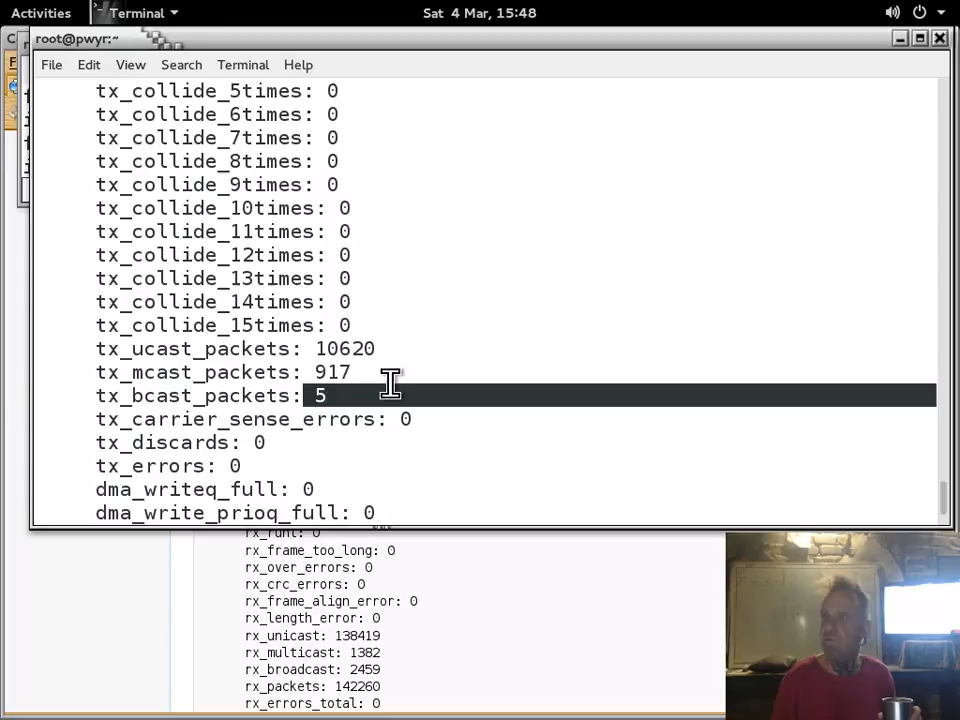 Activities
Terminal
Sat 4 Mar, 15:48
root@pwyr:~
File Edit View Search Terminal Help
tx_collide_5times: 0
tx_collide_6times: 0
tx_collide_7times: 0
tx_collide_8times: 0
tx_collide_9times: 0
tx_collide_10times: 0
tx_collide_11times: 0
tx_collide_12times: 0
tx_collide_13times: 0
tx_collide_14times: 0
tx_collide_15times: 0
tx_ucast_packets: 10620
tx_mcast_packets: 917
tx_bcast_packets: 5
tx_carrier_sense_errors: 0
tx_discards: 0
tx_errors: 0
dma_writeq_full: 0
dma_write_prioq_full: 0
rx_runt: 0
rx_frame_too_long: 0
rx_over_errors: 0
rx_crc_errors: 0
rx_frame_align_error: 0
rx_length_error: 0
rx_unicast: 138419
rx_multicast: 1382
rx_broadcast: 2459
rx_packets: 142260
rx_errors_total: 0